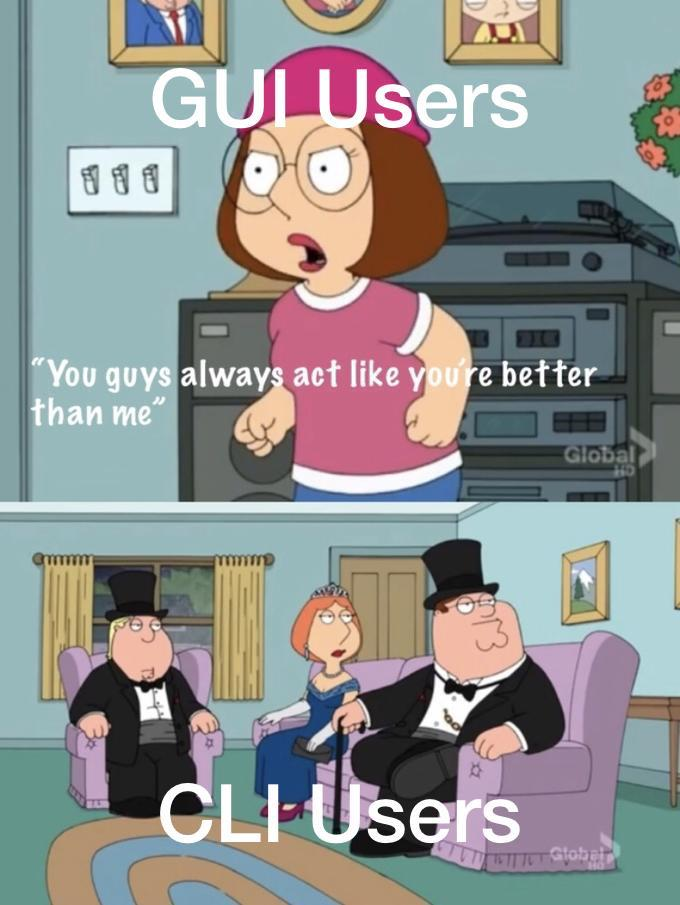 GUI Users
“You guys always act like you're better
than me”
Global
HD
CLI Users
Global
HD